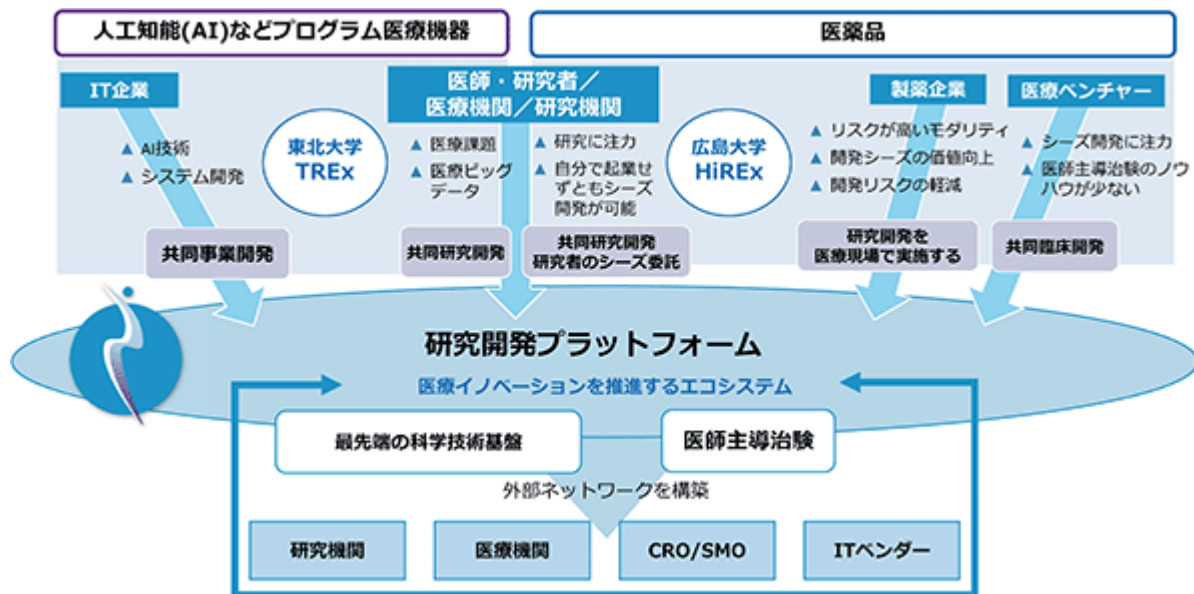 人工知能(AI)などプログラム医療機器
医薬品
IT企業
▲ AI技術
▲ システム開発
共同事業開発
東北大学
TREx
医師・研究者／
医療機関／研究機関
▲ 医療課題
▲ 医療ビッグ
データ
共同研究開発
▲ 研究に注力
▲ 自分で起業せ
ずともシーズ
開発が可能
共同研究開発
研究者のシーズ委託
広島大学
HiREx
製薬企業
▲ リスクが高いモダリティ
▲ 開発シーズの価値向上
▲ 開発リスクの軽減
研究開発を
医療現場で実施する
医療ベンチャー
▲ シーズ開発に注力
▲ 医師主導治験のノウ
ハウが少ない
共同臨床開発
研究開発プラットフォーム
医療イノベーションを推進するエコシステム
最先端の科学技術基盤
医師主導治験
外部ネットワークを構築
研究機関
医療機関
CRO/SMO
ITベンダー